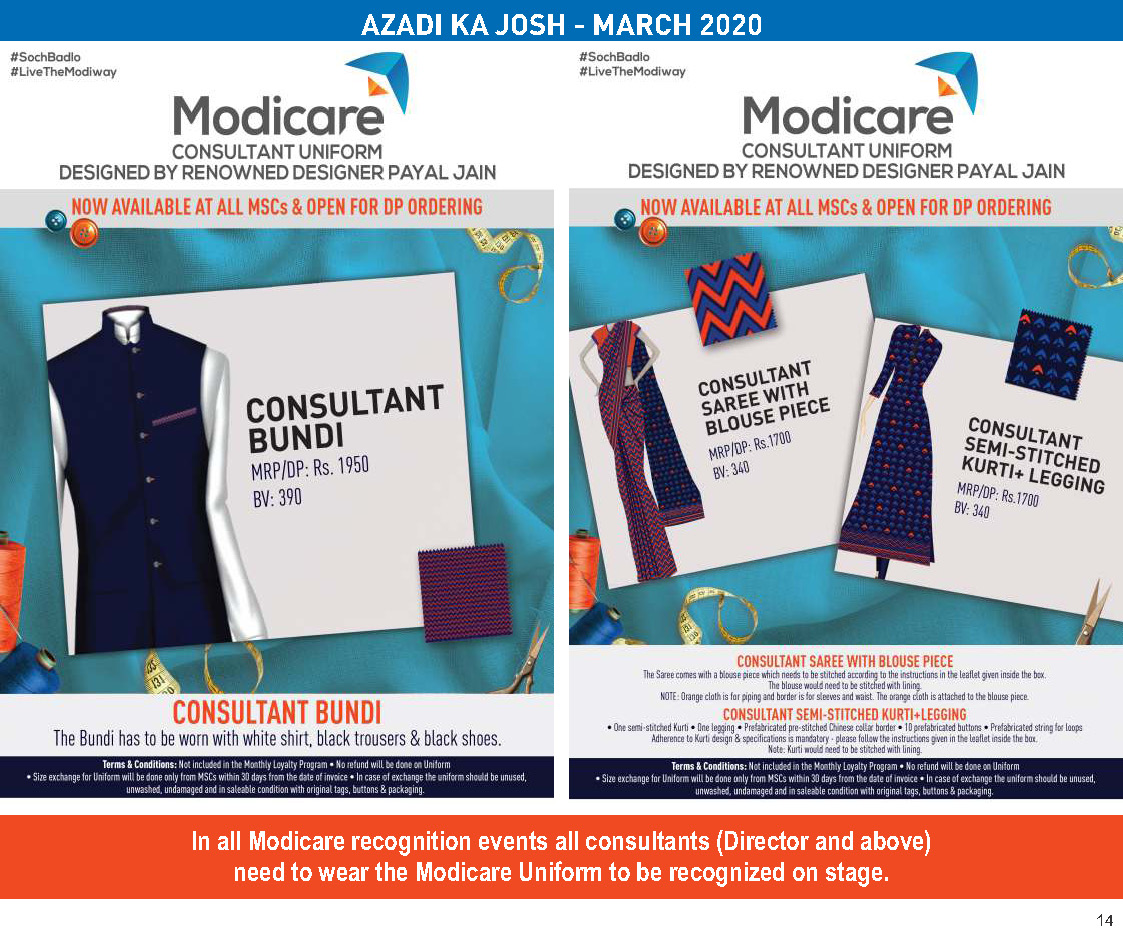 AZADI KA JOSH - MARCH 2020
#SochBadlo
#LiveTheModiway
Modicare
CONSULTANT UNIFORM
DESIGNED BY RENOWNED DESIGNER PAYAL JAIN
NOW AVAILABLE AT ALL MSCs & OPEN FOR DP ORDERING
CONSULTANT
BUNDI
MRP/DP: Rs. 1950
BV: 390
CONSULTANT BUNDI
The Bundi has to be worn with white shirt, black trousers & black shoes.
Terms & Conditions: Not included in the Monthly Loyalty Program • No refund will be done on Uniform
• Size exchange for Uniform will be done only from MSCs within 30 days from the date of invoice • In case of exchange the uniform should be unused,
unwashed, undamaged and in saleable condition with original tags, buttons & packaging.
#SochBadlo
#LiveTheModiway
Modicare
CONSULTANT UNIFORM
DESIGNED BY RENOWNED DESIGNER PAYAL JAIN
NOW AVAILABLE AT ALL MSCs & OPEN FOR DP ORDERING
CONSULTANT
SAREE WITH
BLOUSE PIECE
MRP/DP: Rs.1700
BV: 340
CONSULTANT
SEMI-STITCHED
KURTI+ LEGGING
MRP/DP: Rs.1700
BV: 340
CONSULTANT SAREE WITH BLOUSE PIECE
The Saree comes with a blouse piece which needs to be stitched according to the instructions in the leaflet given inside the box.
The blouse would need to be stitched with lining.
NOTE: Orange cloth is for piping and border is for sleeves and waist. The orange cloth is attached to the blouse piece.
CONSULTANT SEMI-STITCHED KURTI+LEGGING
• One semi-stitched Kurti • One legging • Prefabricated pre-stitched Chinese collar border • 10 prefabricated buttons • Prefabricated string for loops
Adherence to Kurti design & specifications is mandatory - please follow the instructions given in the leaflet inside the box.
Note: Kurti would need to be stitched with lining.
Terms & Conditions: Not included in the Monthly Loyalty Program • No refund will be done on Uniform
• Size exchange for Uniform will be done only from MSCs within 30 days from the date of invoice • In case of exchange the uniform should be unused,
unwashed, undamaged and in saleable condition with original tags, buttons & packaging.
In all Modicare recognition events all consultants (Director and above)
need to wear the Modicare Uniform to be recognized on stage.
14